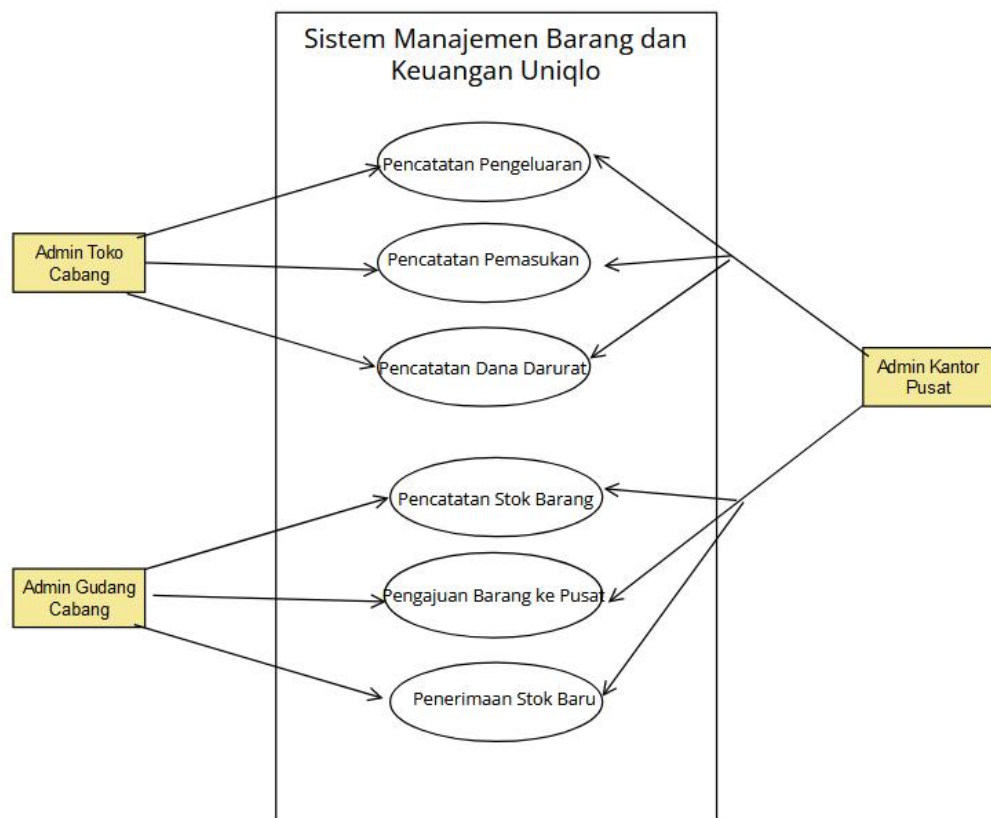 Sistem Manajemen Barang dan
Keuangan Uniqlo
Pencatatan Pengeluaran
Admin Toko
Cabang
Pencatatan Pemasukan
Pencatatan Dana Darurat
Admin Kantor
Pusat
Pencatatan Stok Barang
Admin Gudang
Cabang
Pengajuan Barang ke Pusat
Penerimaan Stok Baru